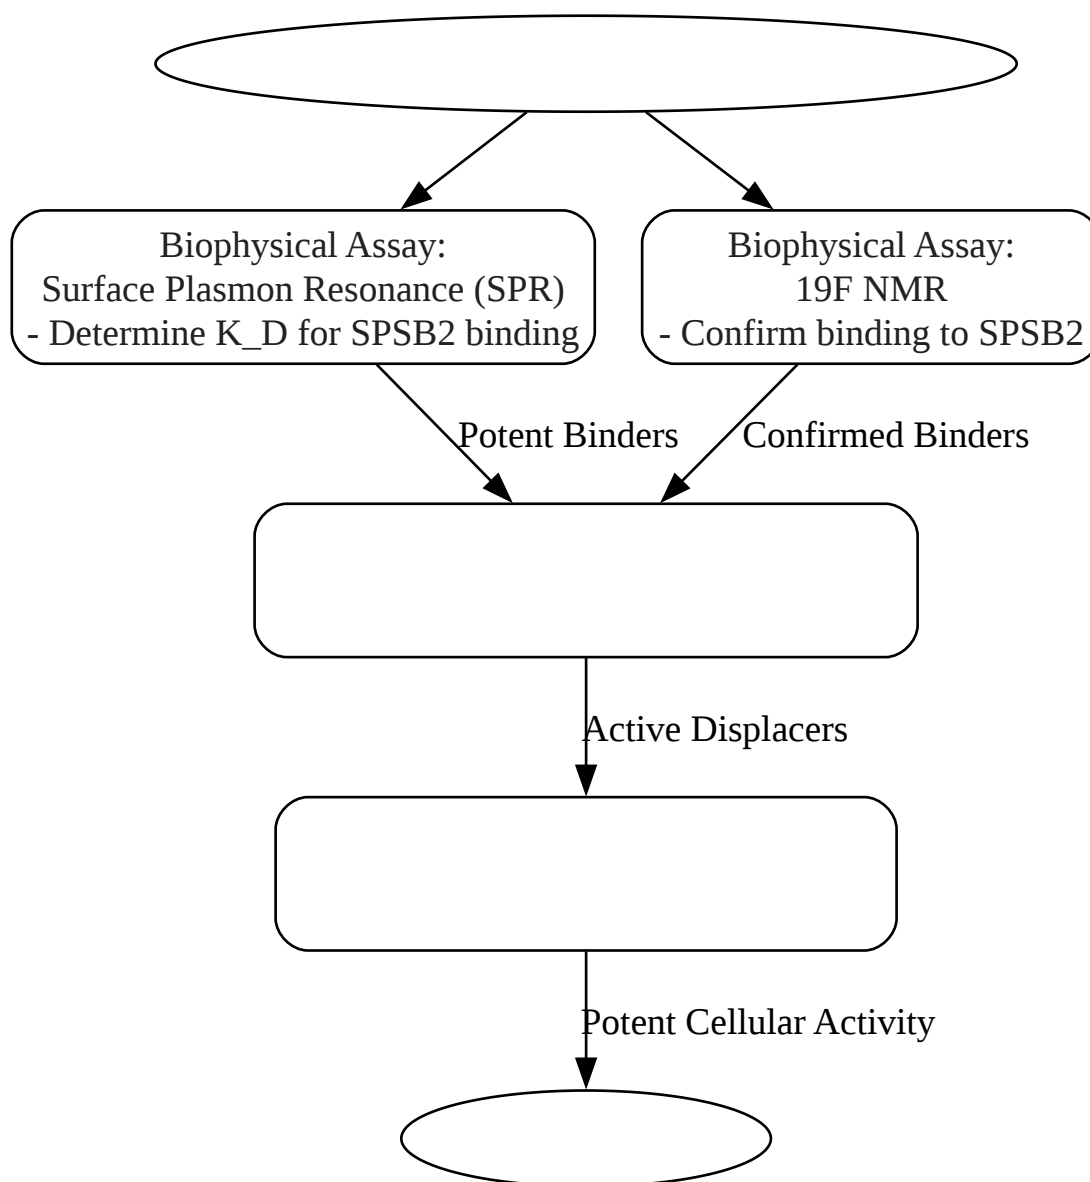 Biophysical Assay:
Surface Plasmon Resonance (SPR)
- Determine K_D for SPSB2 binding
Biophysical Assay:
19F NMR
- Confirm binding to SPSB2
Potent Binders
Confirmed Binders
Active Displacers
Potent Cellular Activity